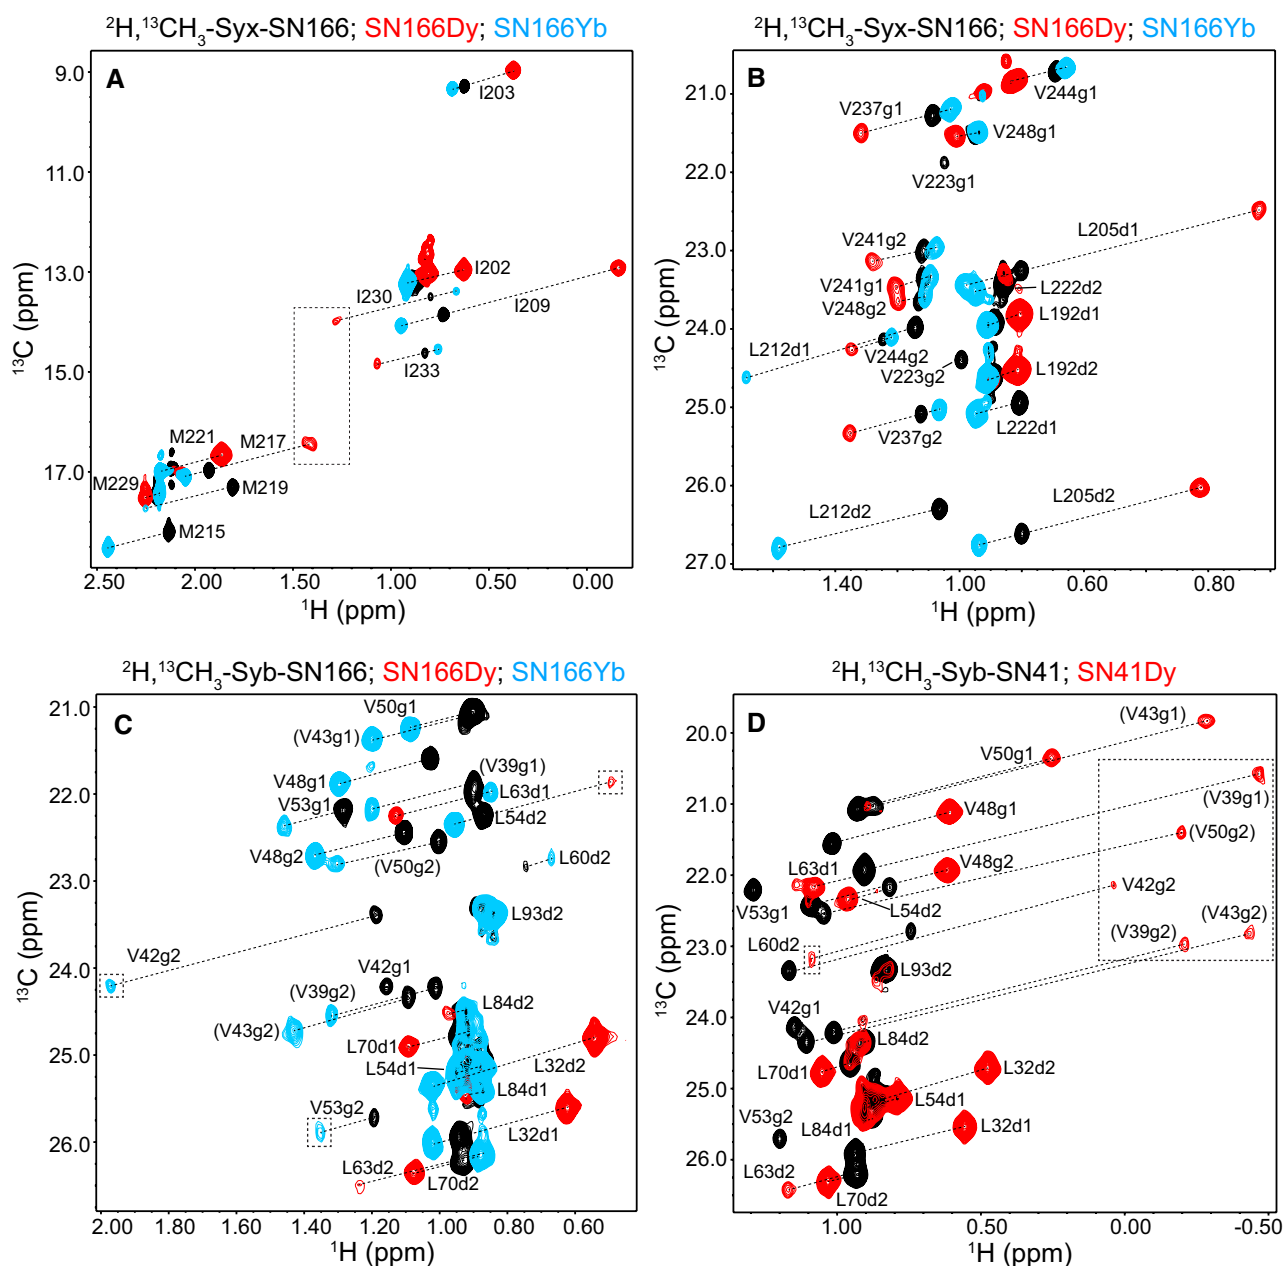 ²H,¹³CH₃-Syx-SN166; SN166Dy; SN166Yb
A
9.0
11.0
13.0
15.0
17.0
¹³C (ppm)
I203
I202
I230
I209
I233
M221
M217
M229
M219
M215
2.50
2.00
1.50
1.00
0.50
0.00
¹H (ppm)
²H,¹³CH₃-Syx-SN166; SN166Dy; SN166Yb
B
21.0
22.0
23.0
24.0
25.0
26.0
27.0
¹³C (ppm)
V244g1
V237g1
V248g1
V223g1
L205d1
V241g2
V241g1
L222d2
V248g2
L192d1
L212d1
V244g2
V223g2
L192d2
V237g2
L222d1
L205d2
L212d2
1.40
1.00
0.60
0.80
¹H (ppm)
²H,¹³CH₃-Syb-SN166; SN166Dy; SN166Yb
C
21.0
22.0
23.0
24.0
25.0
26.0
¹³C (ppm)
V50g1
(V43g1)
V48g1
(V39g1)
L63d1
V53g1
L54d2
V48g2
(V50g2)
L60d2
L93d2
V42g2
V42g1
(V39g2)
(V43g2)
L84d2
L70d1
L54d1
L32d2
L84d1
V53g2
L32d1
L63d2
L70d2
2.00
1.80
1.60
1.20
1.00
0.80
0.60
¹H (ppm)
²H,¹³CH₃-Syb-SN41; SN41Dy
D
20.0
21.0
22.0
23.0
24.0
25.0
26.0
¹³C (ppm)
(V43g1)
V50g1
V48g1
(V39g1)
(V50g2)
V48g2
L63d1
V42g2
V53g1
L54d2
(V43g2)
L60d2
(V39g2)
L93d2
V42g1
L84d2
L70d1
L32d2
L54d1
V53g2
L84d1
L32d1
L63d2
L70d2
1.00
0.50
0.00
-0.50
¹H (ppm)